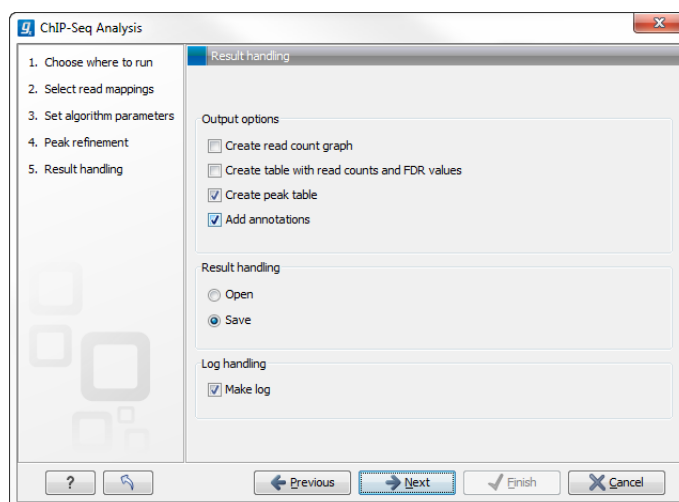 ChIP-Seq Analysis
1. Choose where to run
2. Select read mappings
3. Set algorithm parameters
4. Peak refinement
5. Result handling
Result handling
Output options
Create read count graph
Create table with read counts and FDR values
Create peak table
Add annotations
Result handling
Open
Save
Log handling
Make log
?
Previous
Next
Finish
Cancel